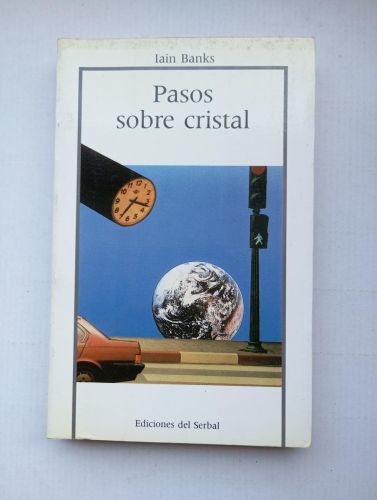 Iain Banks
Pasos
sobre cristal
Ediciones del Serbal